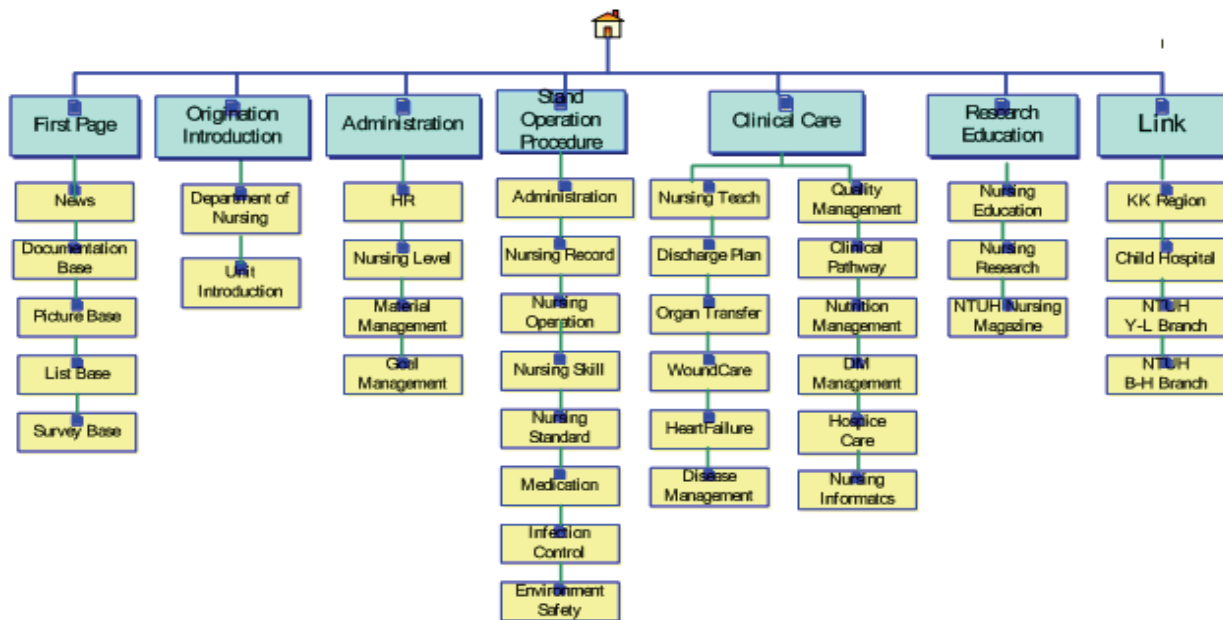 First Page
News
Documentation
Base
Picture Base
List Base
Survey Base
Origination
Introduction
Department of
Nursing
Unit
Introduction
Administration
HR
Nursing Level
Material
Management
Goal
Management
Stand
Operation
Procedure
Administration
Nursing Record
Nursing
Operation
Nursing Skill
Nursing
Standard
Medication
Infection
Control
Environment
Safety
Clinical Care
Nursing Teach
Discharge Plan
Organ Transfer
WoundCare
HeartFaillure
Disease
Management
Quality
Management
Clinical
Pathway
Nutrition
Management
DM
Management
Hospice
Care
Nursing
Informatcs
Research
Education
Nursing
Education
Nursing
Research
NTUH Nursing
Magazine
Link
KK Region
Child Hospital
NTUH
Y-L Branch
NTUH
B-H Branch